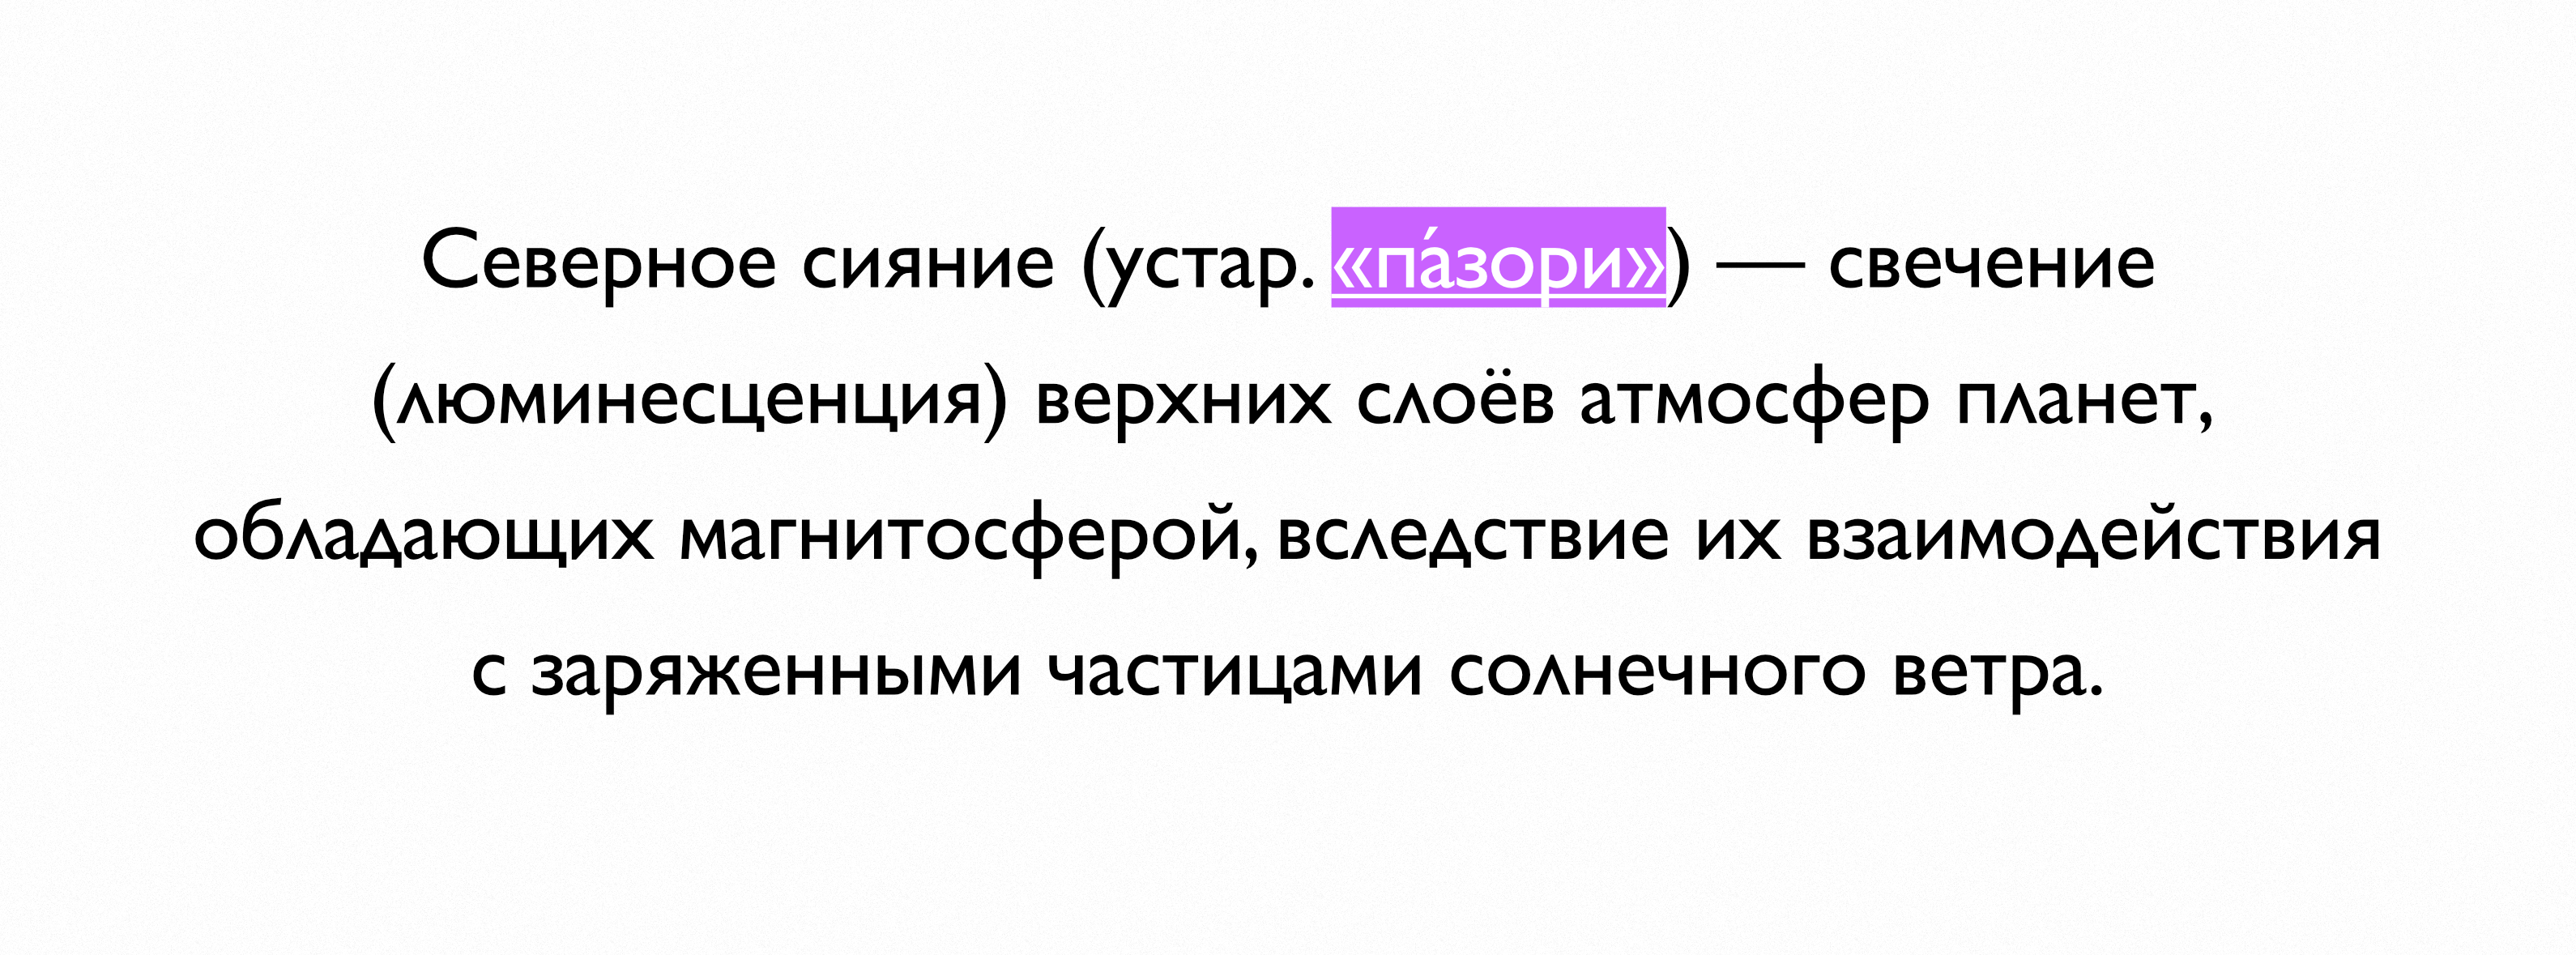 Северное сияние (устар. «па́зори») — свечение
(люминесценция) верхних слоёв атмосфер планет,
обладающих магнитосферой, вследствие их взаимодействия
с заряженными частицами солнечного ветра.